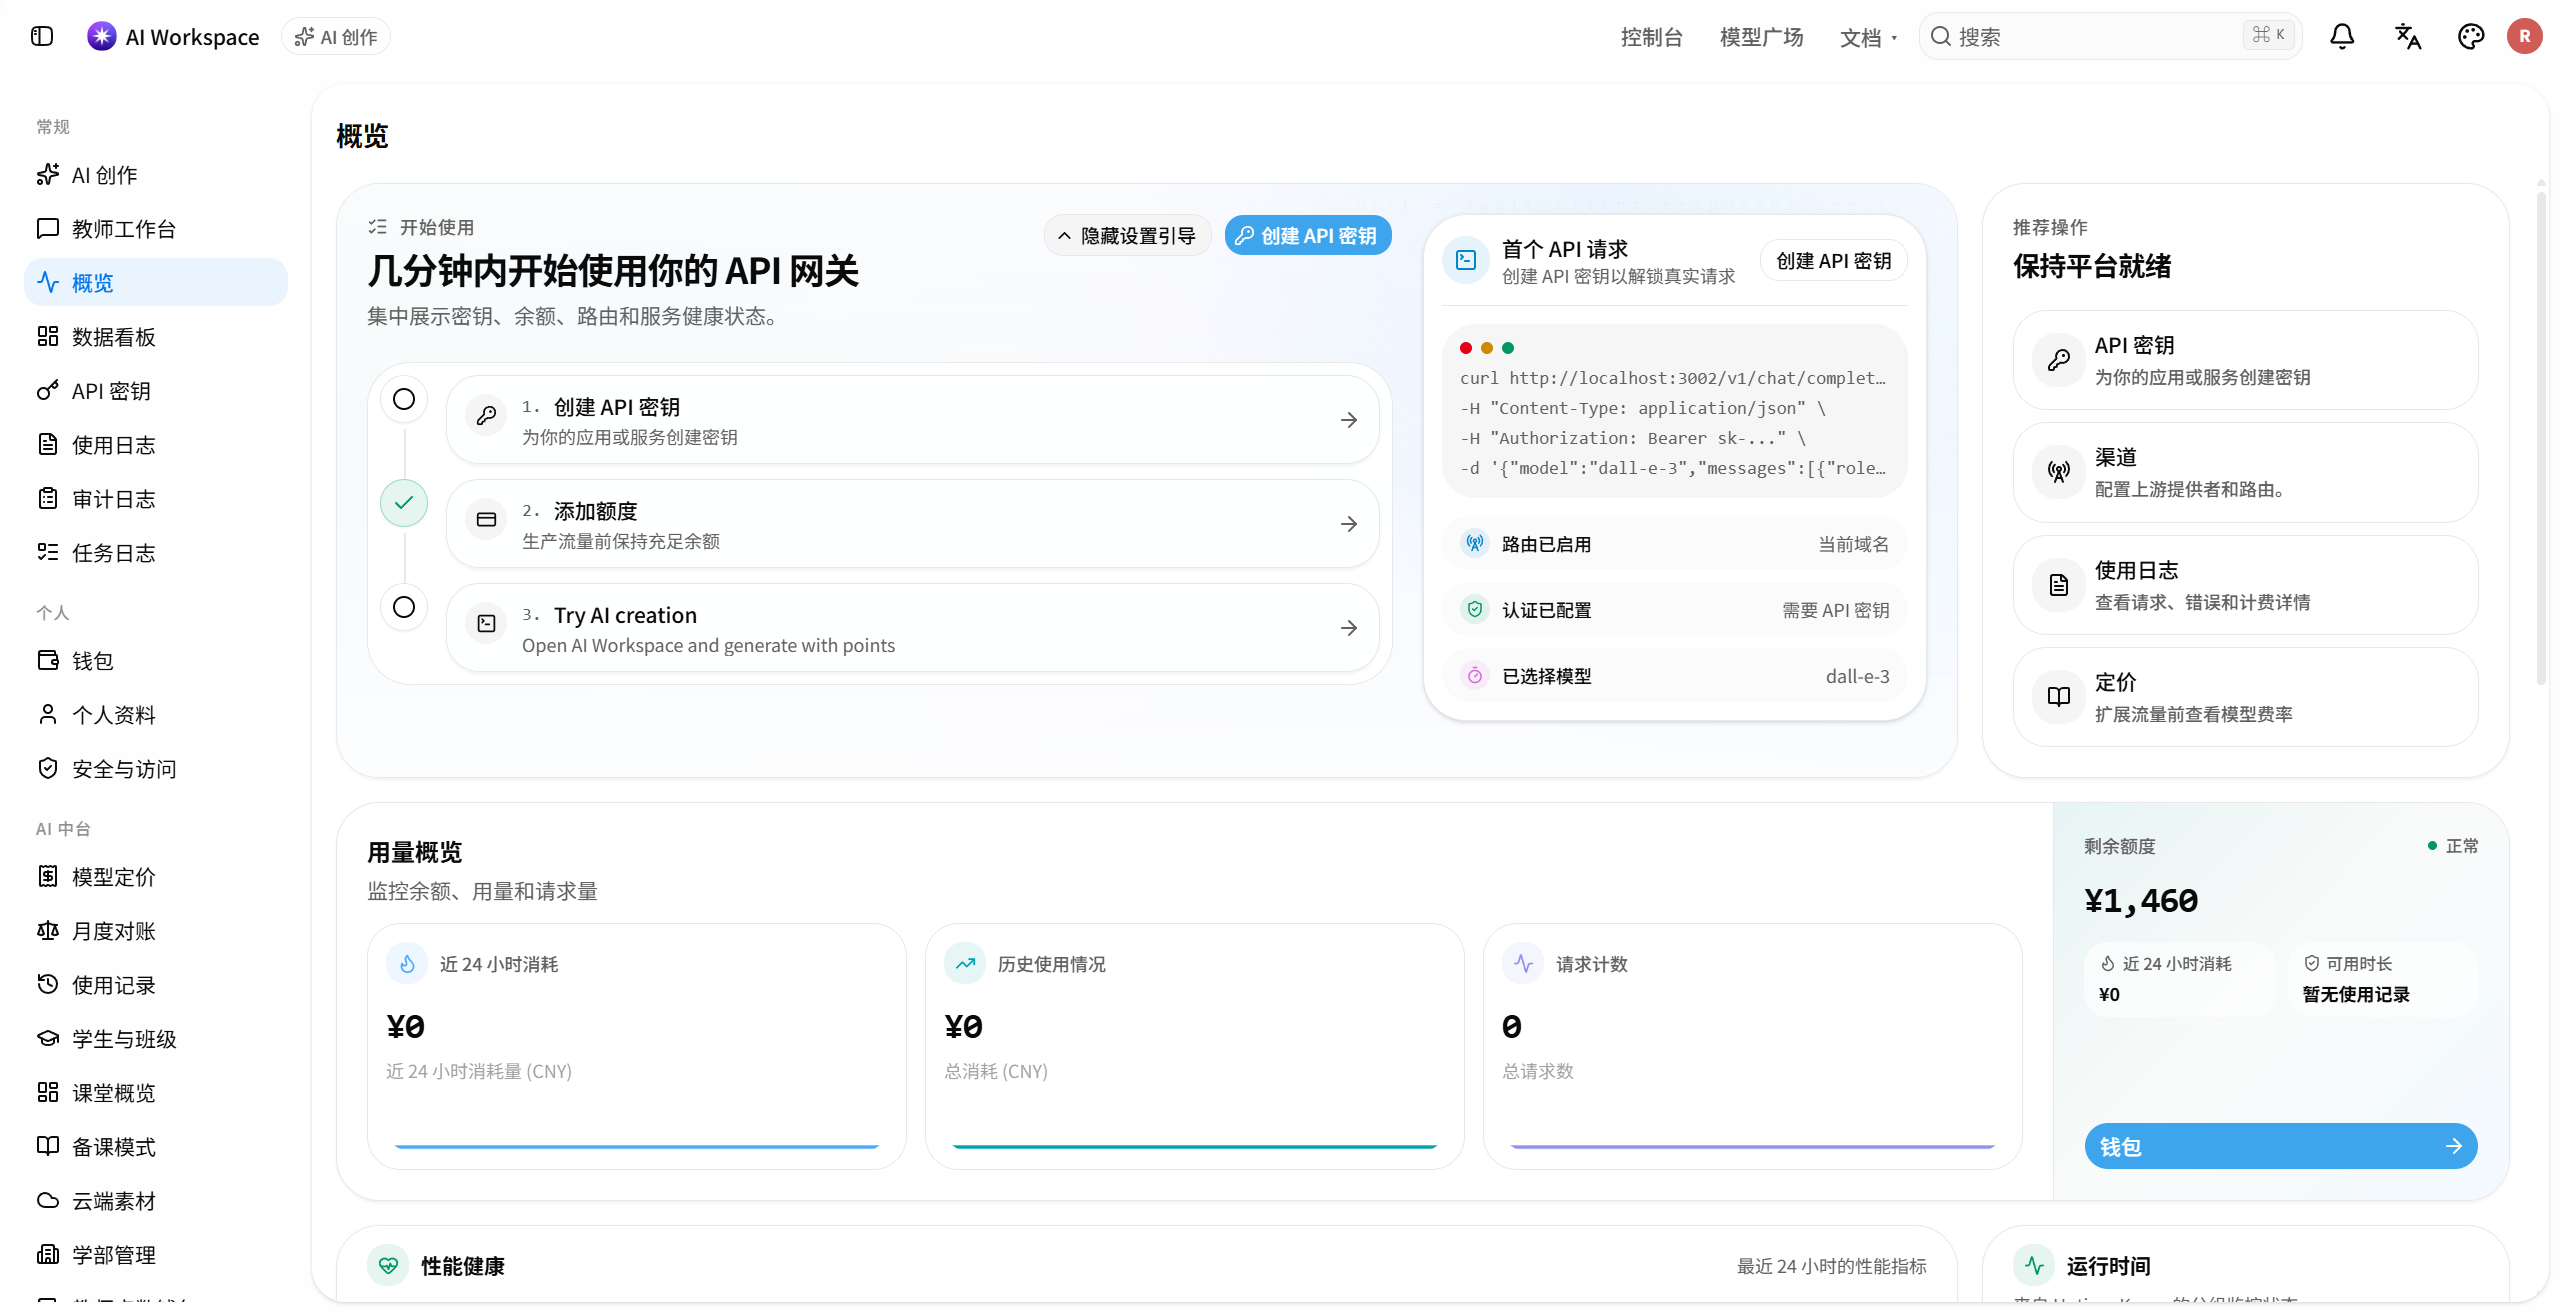 AI Workspace
AI 创作
控制台
模型广场
文档
搜索
⌘ K
R
常规
AI 创作
教师工作台
概览
数据看板
API 密钥
使用日志
审计日志
任务日志
个人
钱包
个人资料
安全与访问
AI 中台
模型定价
月度对账
使用记录
学生与班级
课堂概览
备课模式
云端素材
学部管理
概览
开始使用
几分钟内开始使用你的 API 网关
集中展示密钥、余额、路由和服务健康状态。
隐藏设置引导
创建 API 密钥
1. 创建 API 密钥
为你的应用或服务创建密钥
2. 添加额度
生产流量前保持充足余额
3. Try AI creation
Open AI Workspace and generate with points
首个 API 请求
创建 API 密钥以解锁真实请求
创建 API 密钥
curl http://localhost:3002/v1/chat/complet…
-H "Content-Type: application/json" \
-H "Authorization: Bearer sk-..." \
-d '{"model":"dall-e-3","messages":[{"role…
路由已启用
当前域名
认证已配置
需要 API 密钥
已选择模型
dall-e-3
推荐操作
保持平台就绪
API 密钥
为你的应用或服务创建密钥
渠道
配置上游提供者和路由。
使用日志
查看请求、错误和计费详情
定价
扩展流量前查看模型费率
用量概览
监控余额、用量和请求量
近 24 小时消耗
¥0
近 24 小时消耗量 (CNY)
历史使用情况
¥0
总消耗 (CNY)
请求计数
0
总请求数
剩余额度
正常
¥1,460
近 24 小时消耗
¥0
可用时长
暂无使用记录
钱包
性能健康
最近 24 小时的性能指标
运行时间